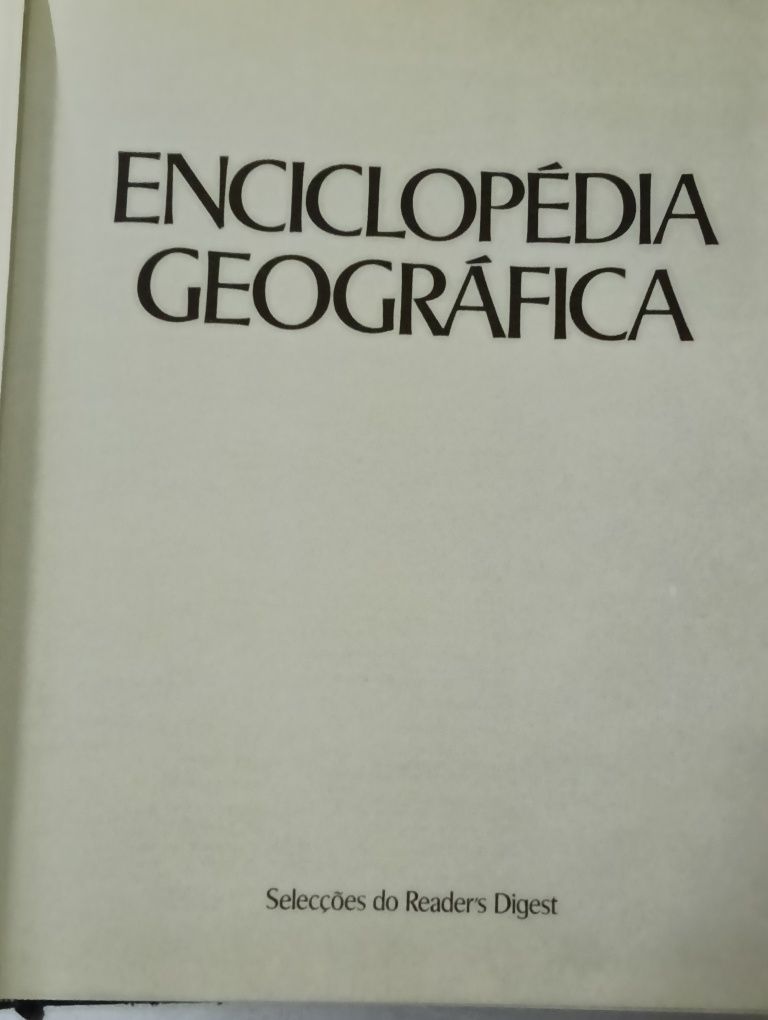 ENCICLOPÉDIA
GEOGRÁFICA
Selecções do Reader's Digest